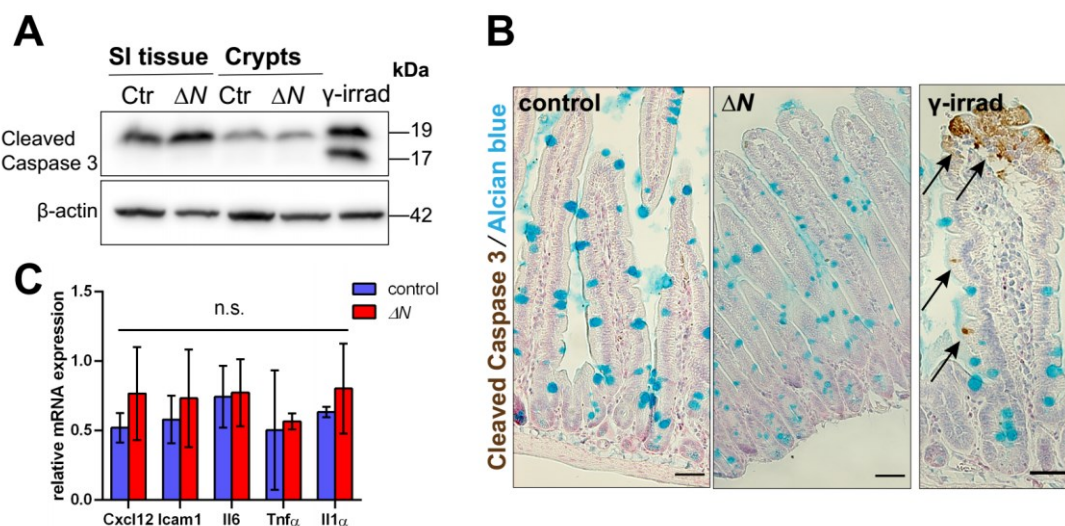 A
SI tissue Crypts kDa
Ctr ΔN Ctr ΔN γ-irrad
Cleaved
Caspase 3
19
17
β-actin
42
B
control
ΔN
γ-irrad
Cleaved Caspase 3 / Alcian blue
C
relative mRNA expression
1.5
1.0
0.5
0.0
n.s.
control
ΔN
Cxcl12 Icam1 Il6 Tnfα Il1α